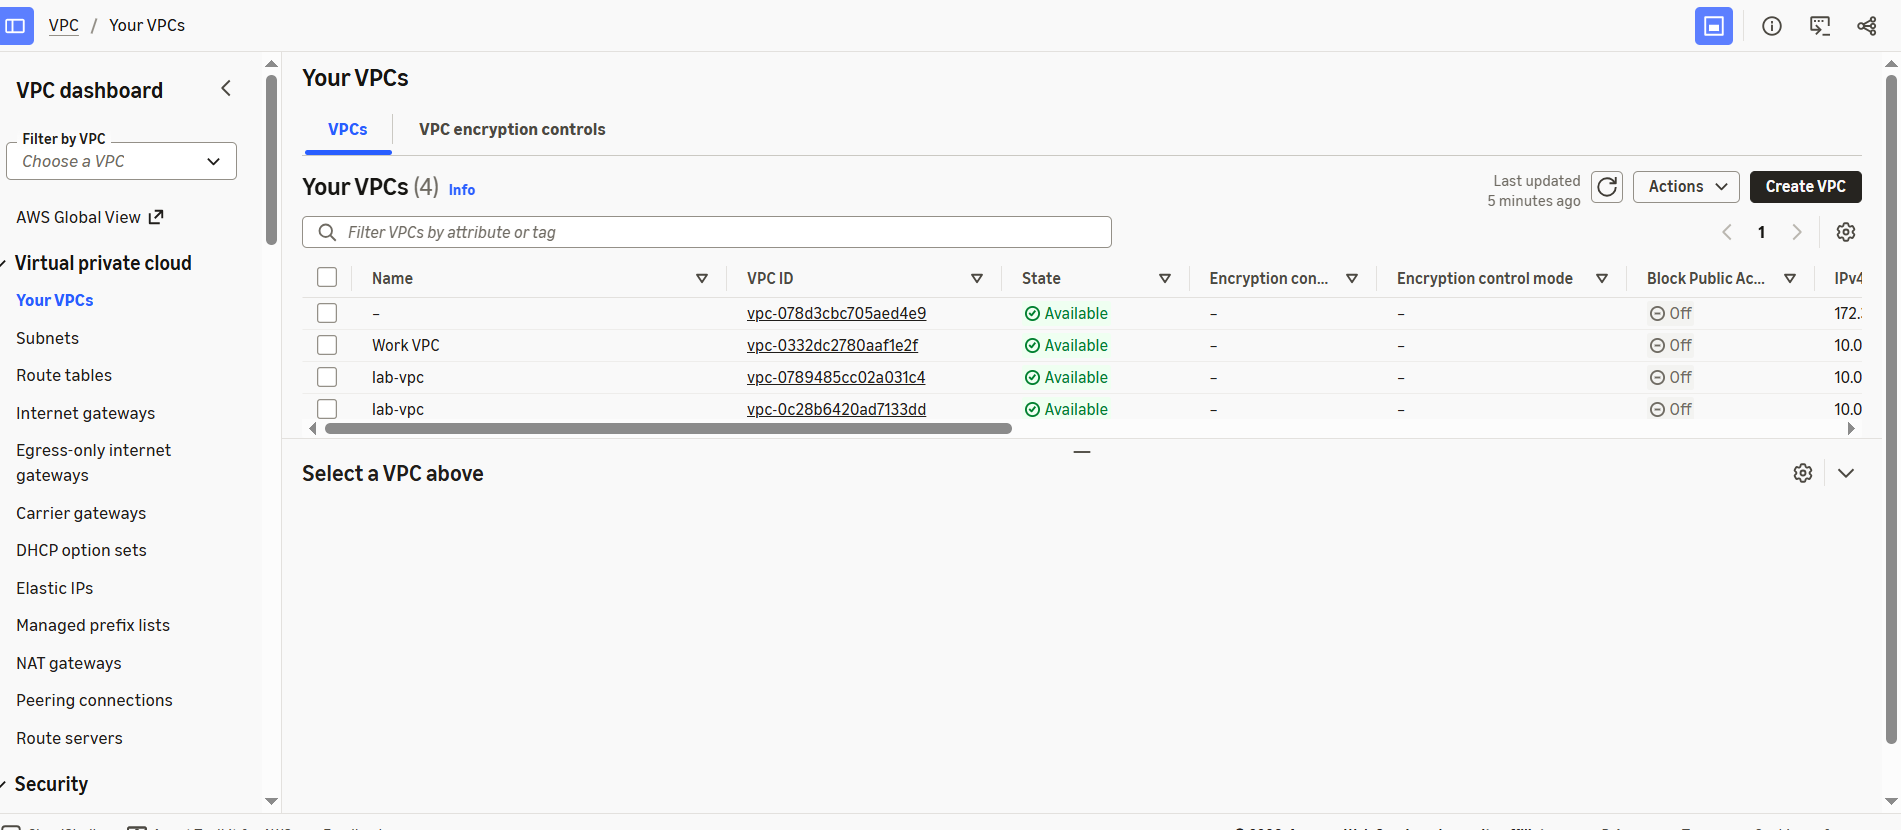 VPC / Your VPCs
VPC dashboard
Filter by VPC
Choose a VPC
AWS Global View
Virtual private cloud
Your VPCs
Subnets
Route tables
Internet gateways
Egress-only internet
gateways
Carrier gateways
DHCP option sets
Elastic IPs
Managed prefix lists
NAT gateways
Peering connections
Route servers
Security
Your VPCs
VPCs VPC encryption controls
Your VPCs (4) Info
Last updated
5 minutes ago
Actions
Create VPC
Filter VPCs by attribute or tag
1
Name VPC ID State Encryption con... Encryption control mode Block Public Ac... IPv4
– vpc-078d3cbc705aed4e9 Available – – Off 172.
Work VPC vpc-0332dc2780aaf1e2f Available – – Off 10.0
lab-vpc vpc-0789485cc02a031c4 Available – – Off 10.0
lab-vpc vpc-0c28b6420ad7133dd Available – – Off 10.0
Select a VPC above